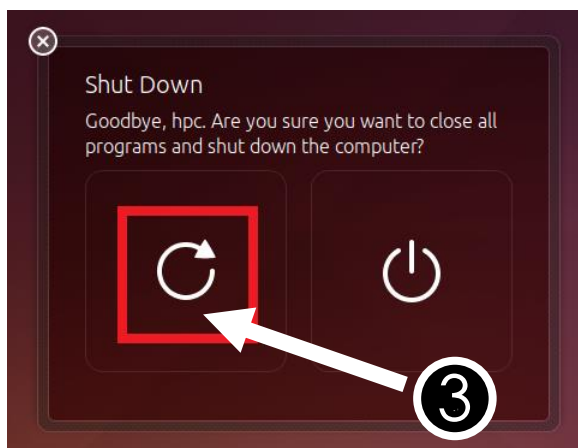 Shut Down
Goodbye, hpc. Are you sure you want to close all
programs and shut down the computer?
3